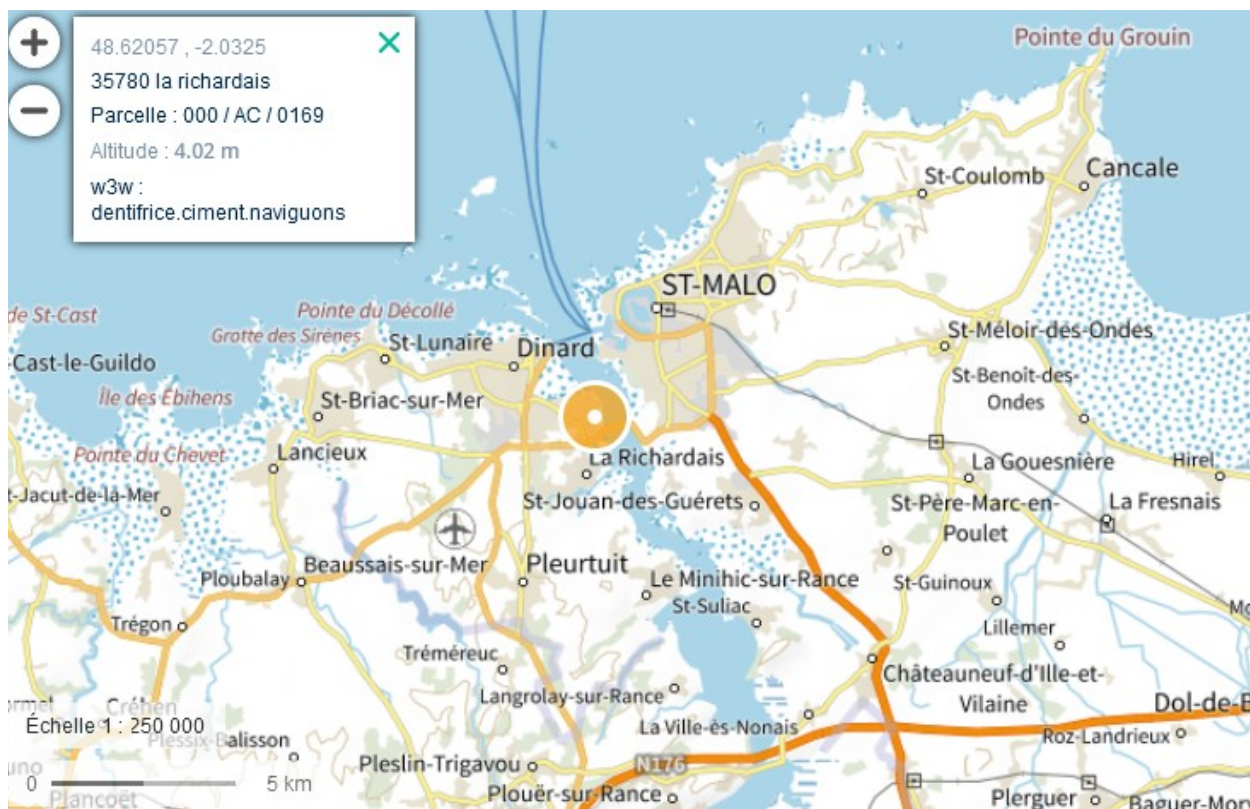 +
−
48.62057 , -2.0325
35780 la richardais
Parcelle : 000 / AC / 0169
Altitude : 4.02 m
w3w :
dentifrice.ciment.naviguons
Pointe du Grouin
Cancale
St-Coulomb
ST-MALO
de St-Cast
Pointe du Décollé
Grotte des Sirènes
St-Lunaire
Dinard
St-Méloir-des-Ondes
-Cast-le-Guildo
Île des Ébihens
St-Briac-sur-Mer
St-Benoît-des-
Ondes
Pointe du Chevet
Lancieux
La Richardais
La Gouesnière
Hirel
t-Jacut-de-la-Mer
St-Jouan-des-Guérets
St-Père-Marc-en-
Poulet
La Fresnais
Ploubalay
Beaussais-sur-Mer
Pleurtuit
Le Minihic-sur-Rance
St-Suliac
St-Guinoux
Trégon
Lillemer
Tréméreuc
Langrolay-sur-Rance
Châteauneuf-d'Ille-et-
Vilaine
Créhen
La Ville-ès-Nonais
Dol-de-B
Échelle 1 : 250 000
Plessix-Balisson
Roz-Landrieux
0
5 km
Pleslin-Trigavou
N176
Plancoët
Plouër-sur-Rance
Plerguer
Baguer-Mor